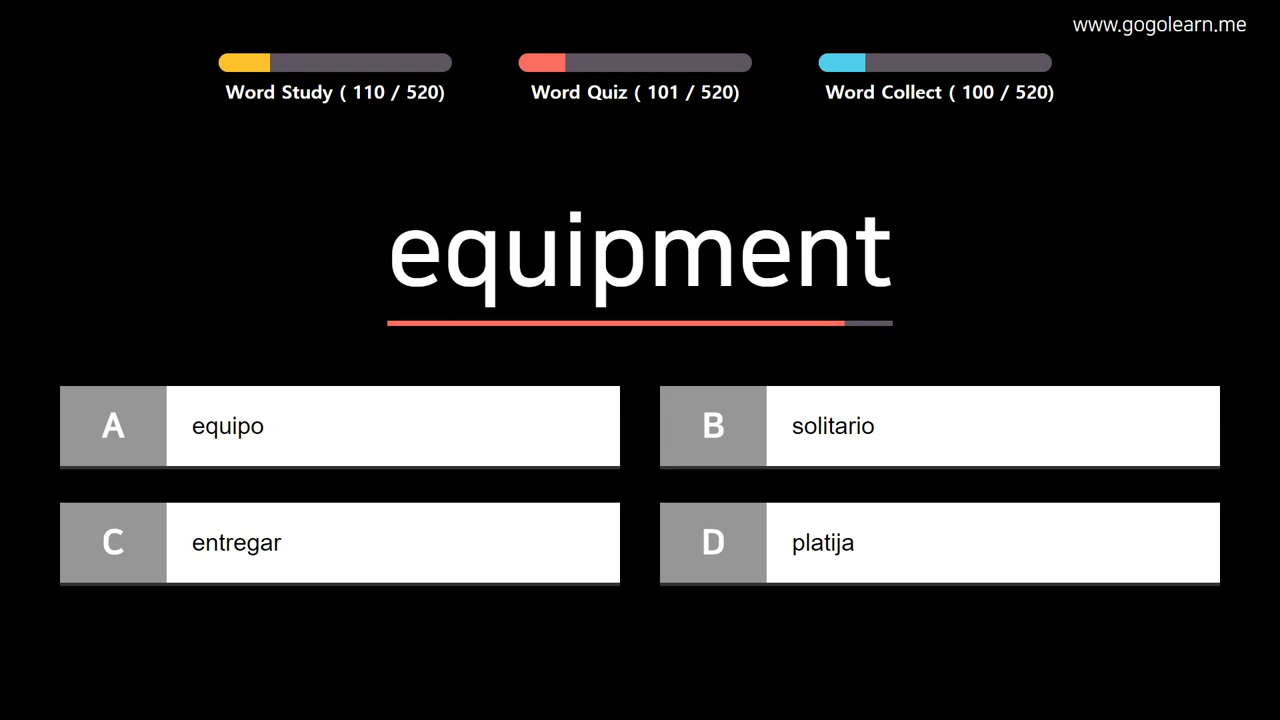 www.gogolearn.me
Word Study ( 110 / 520)
Word Quiz ( 101 / 520)
Word Collect ( 100 / 520)
equipment
A equipo
B solitario
C entregar
D platija